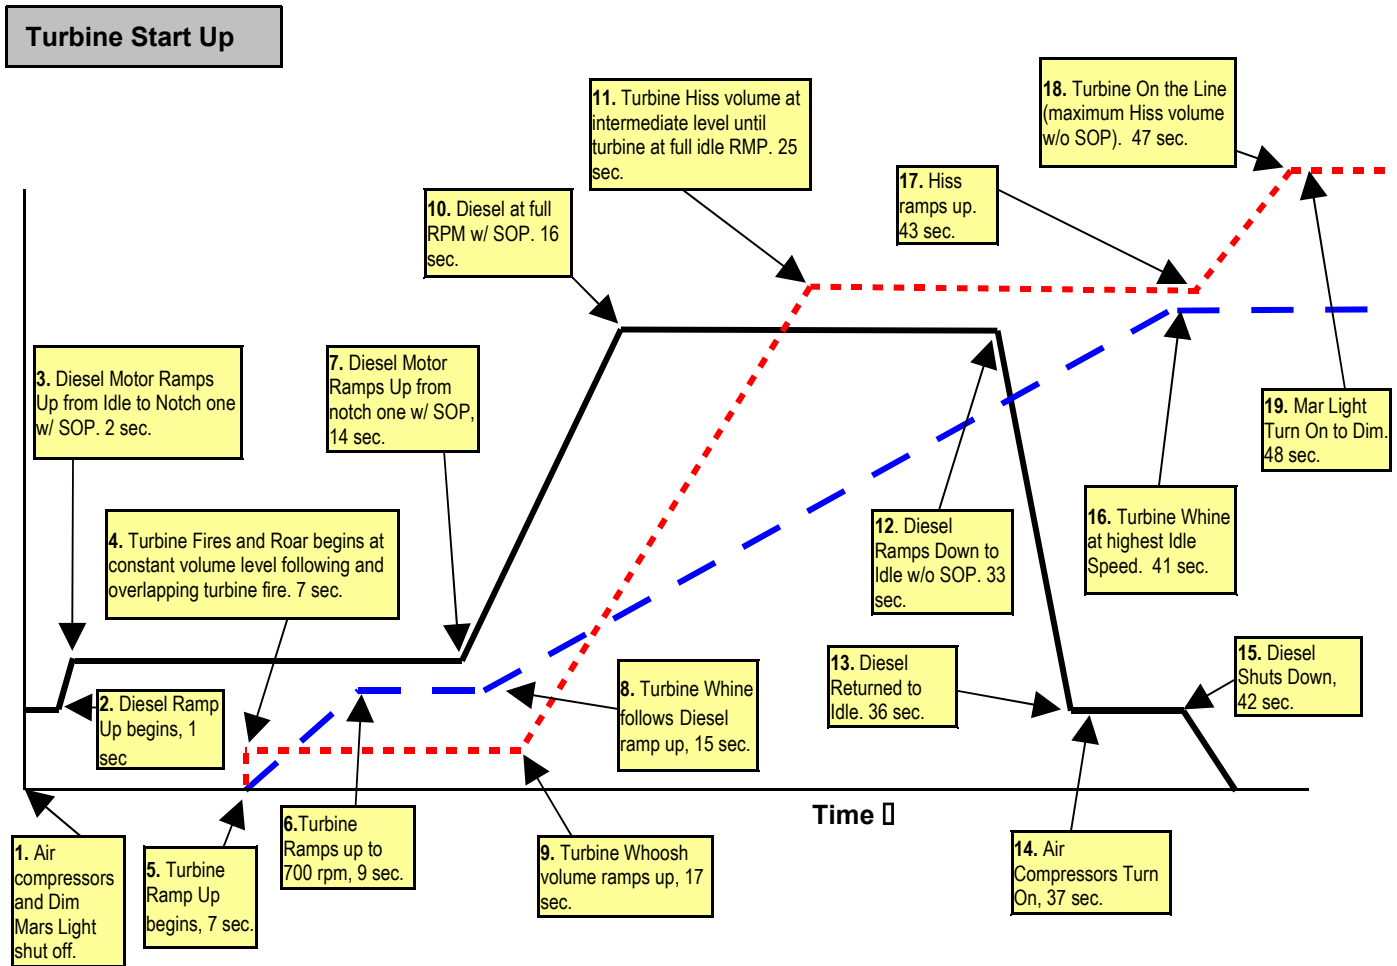 Turbine Start Up
11. Turbine Hiss volume at
intermediate level until
turbine at full idle RMP. 25
sec.
18. Turbine On the Line
(maximum Hiss volume
w/o SOP). 47 sec.
17. Hiss
ramps up.
43 sec.
10. Diesel at full
RPM w/ SOP. 16
sec.
3. Diesel Motor Ramps
Up from Idle to Notch one
w/ SOP. 2 sec.
7. Diesel Motor
Ramps Up from
notch one w/ SOP,
14 sec.
19. Mar Light
Turn On to Dim.
48 sec.
4. Turbine Fires and Roar begins at
constant volume level following and
overlapping turbine fire. 7 sec.
12. Diesel
Ramps Down to
Idle w/o SOP. 33
sec.
16. Turbine Whine
at highest Idle
Speed. 41 sec.
2. Diesel Ramp
Up begins, 1
sec
8. Turbine Whine
follows Diesel
ramp up, 15 sec.
13. Diesel
Returned to
Idle. 36 sec.
15. Diesel
Shuts Down,
42 sec.
Time
1. Air
compressors
and Dim
Mars Light
shut off.
5. Turbine
Ramp Up
begins, 7 sec.
6.Turbine
Ramps up to
700 rpm, 9 sec.
9. Turbine Whoosh
volume ramps up, 17
sec.
14. Air
Compressors Turn
On, 37 sec.